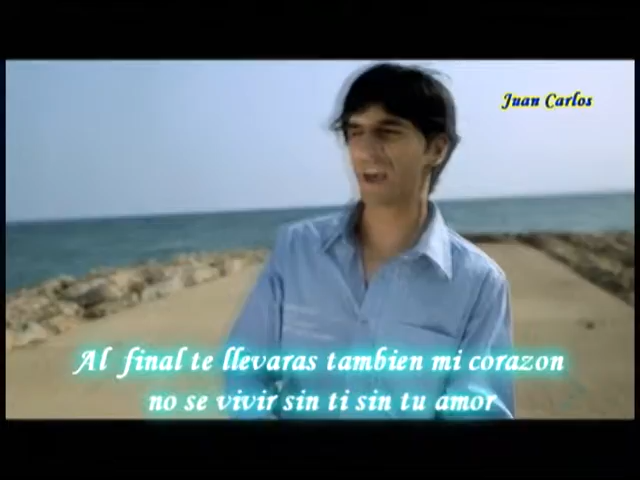 Juan Carlos
Al final te llevaras tambien mi corazon
no se vivir sin ti sin tu amor